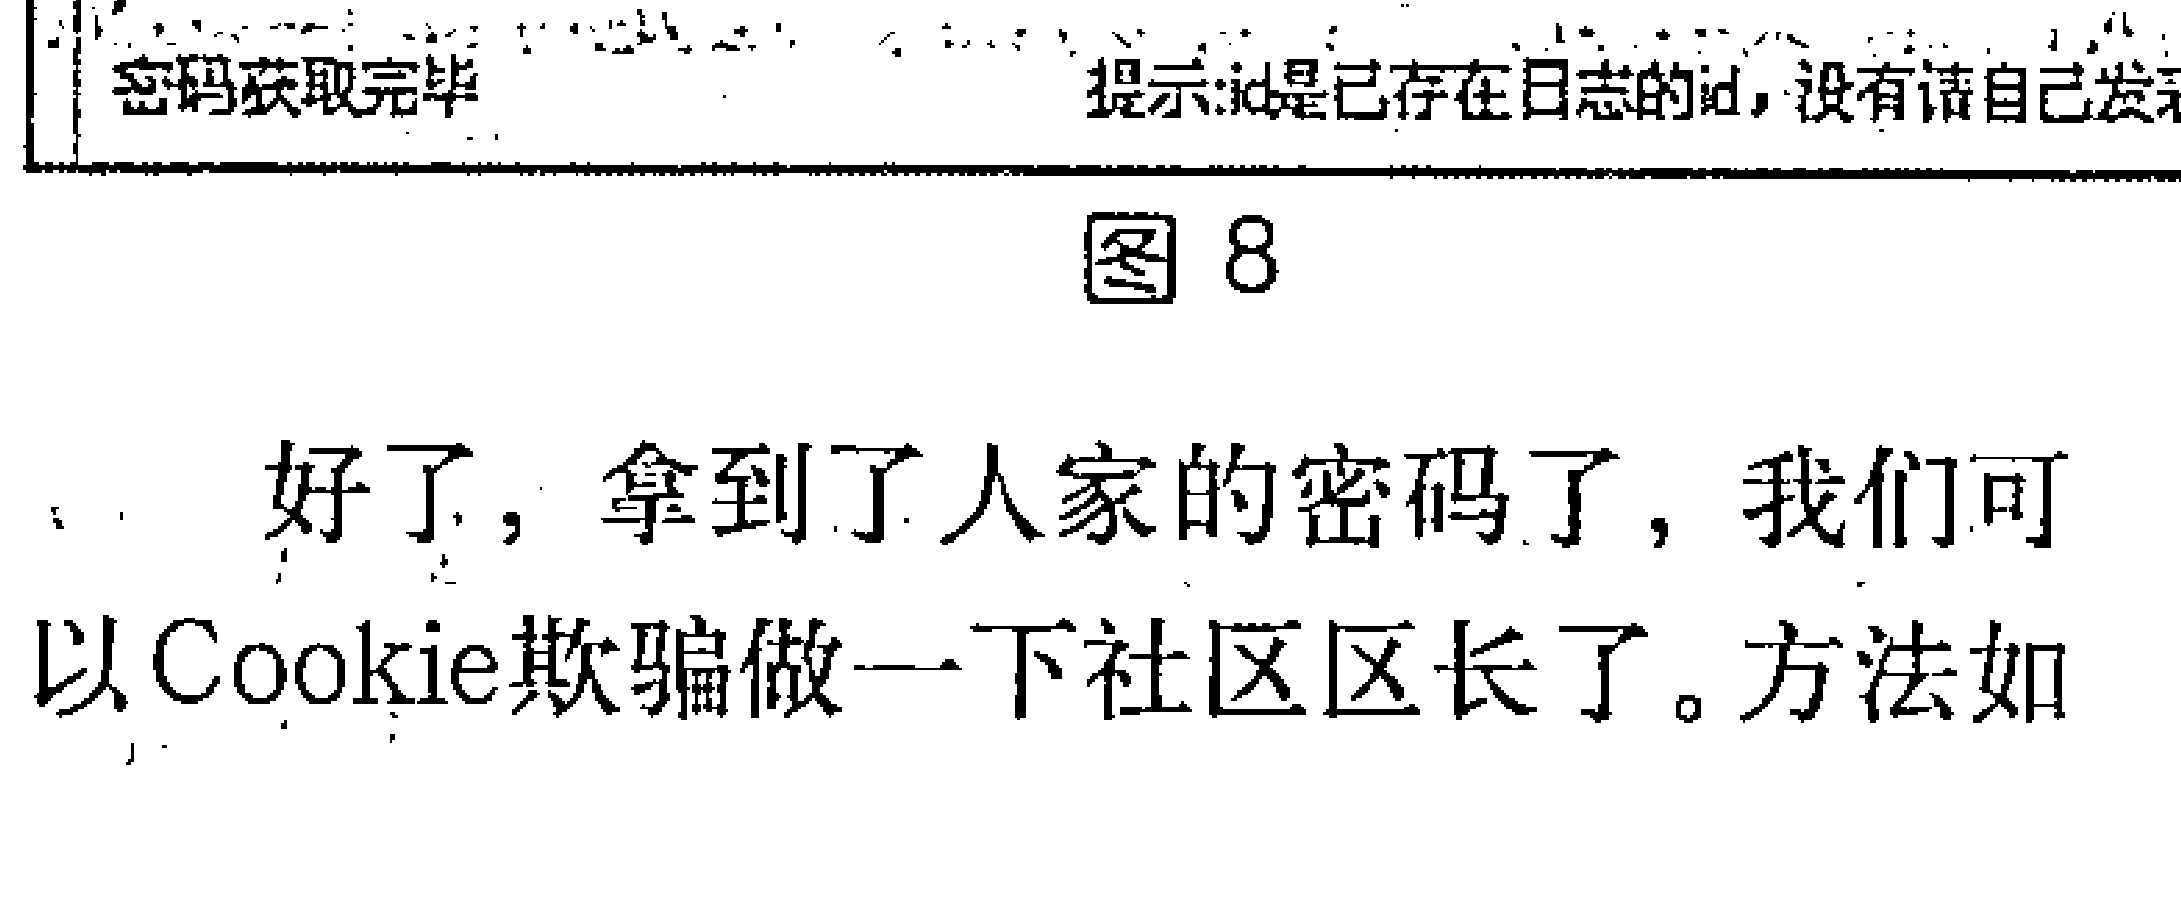 密码获取完毕 提示:id是已存在日志的id，没有请自己发表
图 8
好了，拿到了人家的密码了，我们可
以Cookie欺骗做一下社区区长了。方法如